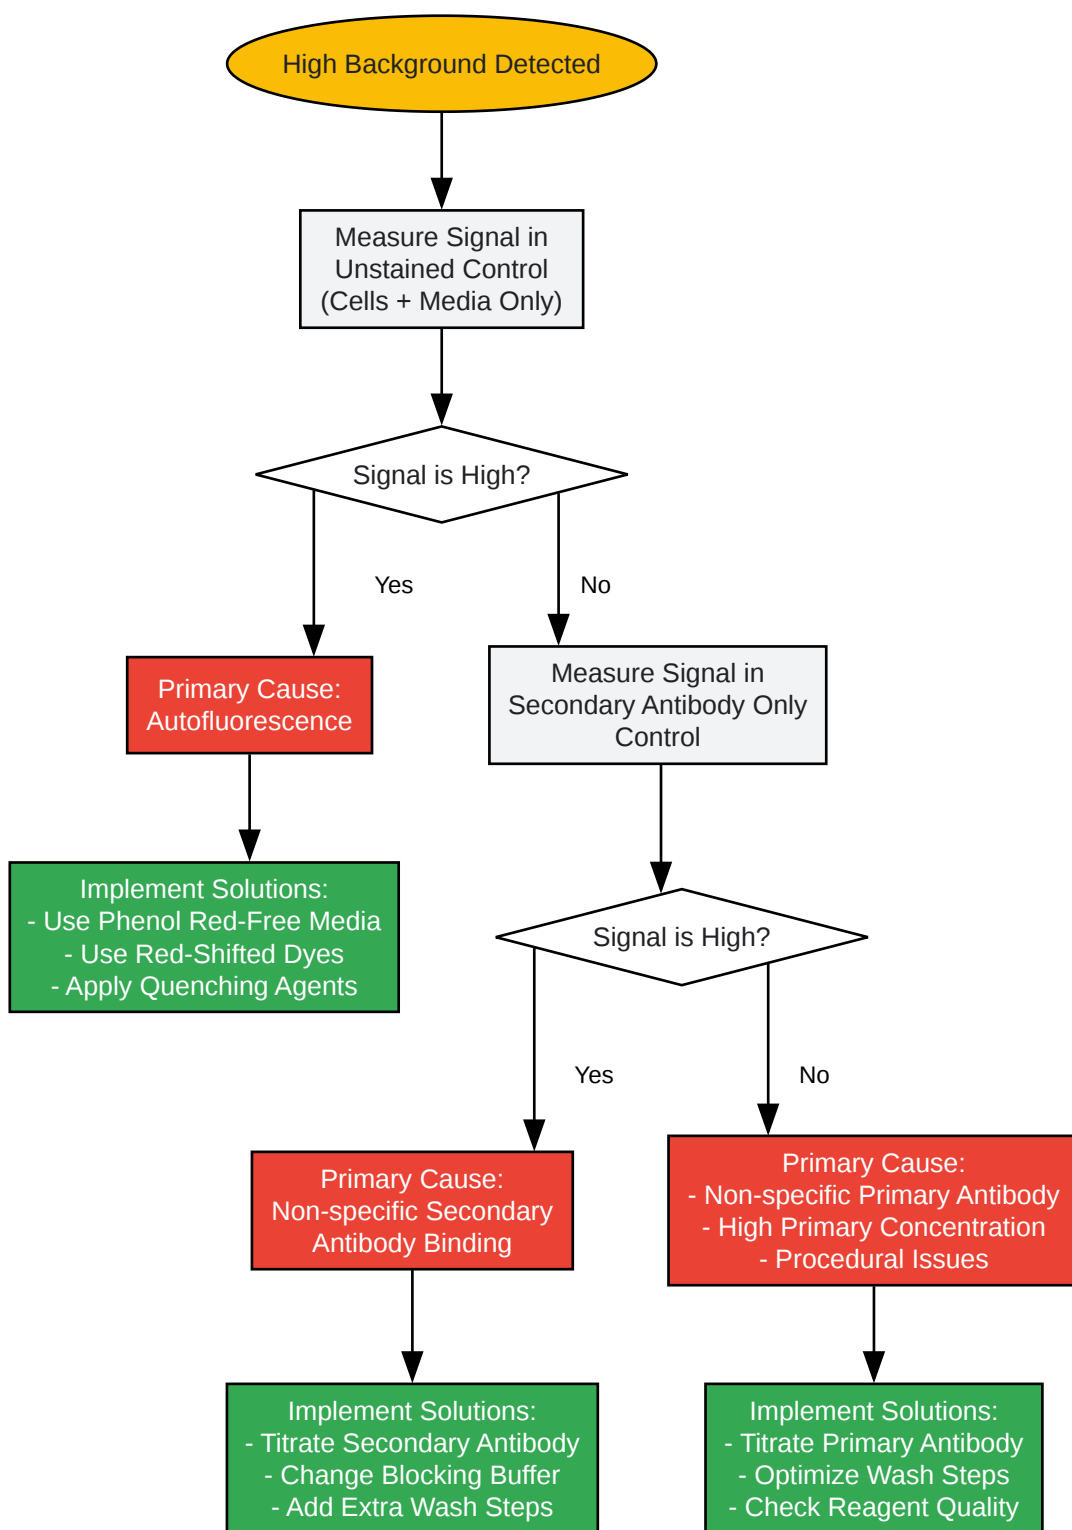 High Background Detected
Measure Signal in
Unstained Control
(Cells + Media Only)
Signal is High?
Yes
No
Primary Cause:
Autofluorescence
Measure Signal in
Secondary Antibody Only
Control
Implement Solutions:
- Use Phenol Red-Free Media
- Use Red-Shifted Dyes
- Apply Quenching Agents
Signal is High?
Yes
No
Primary Cause:
Non-specific Secondary
Antibody Binding
Primary Cause:
- Non-specific Primary Antibody
- High Primary Concentration
- Procedural Issues
Implement Solutions:
- Titrate Secondary Antibody
- Change Blocking Buffer
- Add Extra Wash Steps
Implement Solutions:
- Titrate Primary Antibody
- Optimize Wash Steps
- Check Reagent Quality